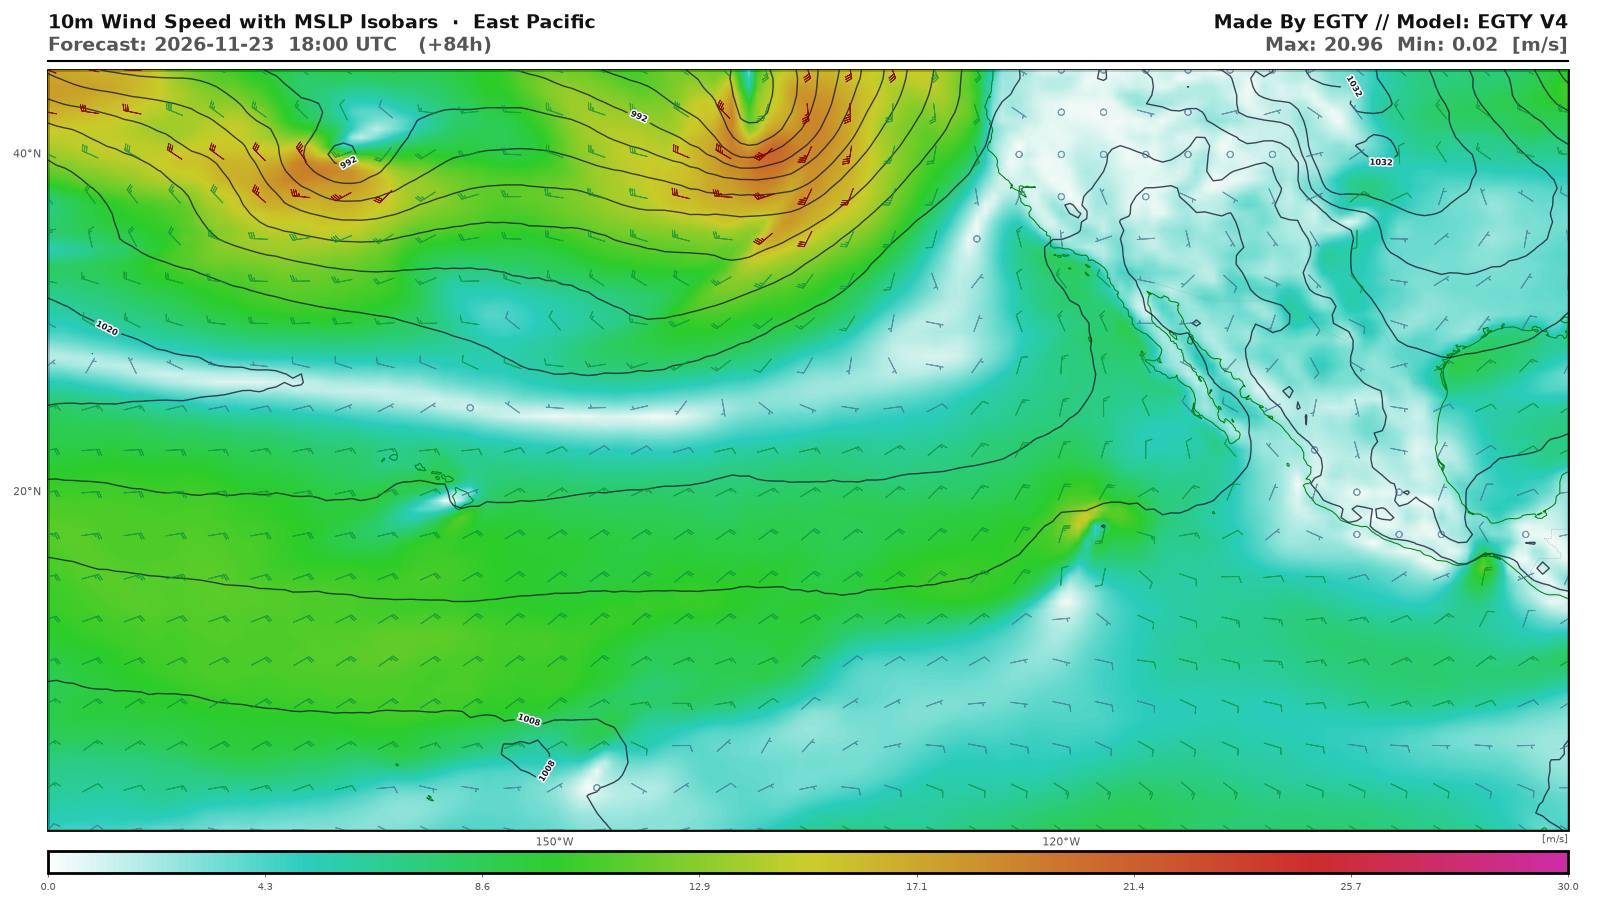 10m Wind Speed with MSLP Isobars · East Pacific
Made By EGTY // Model: EGTY V4
Forecast: 2026-11-23 18:00 UTC (+84h)
Max: 20.96 Min: 0.02 [m/s]
1032
992
40°N
992
1032
1020
20°N
1008
1008
150°W
120°W
[m/s]
0.0
4.3
8.6
12.9
17.1
21.4
25.7
30.0